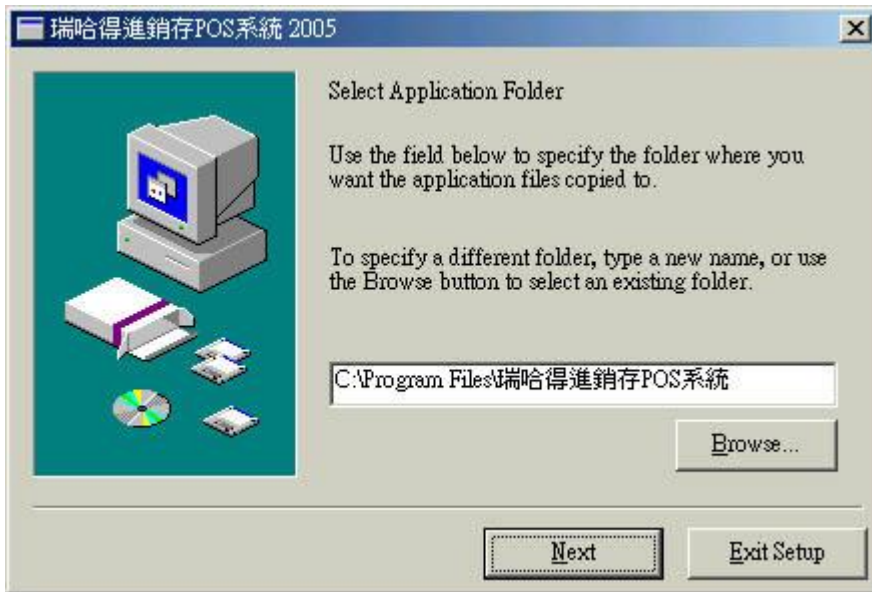 瑞哈得進銷存POS系統 2005
Select Application Folder
Use the field below to specify the folder where you
want the application files copied to.
To specify a different folder, type a new name, or use
the Browse button to select an existing folder.
C:\Program Files\瑞哈得進銷存POS系統
Browse...
Next
Exit Setup